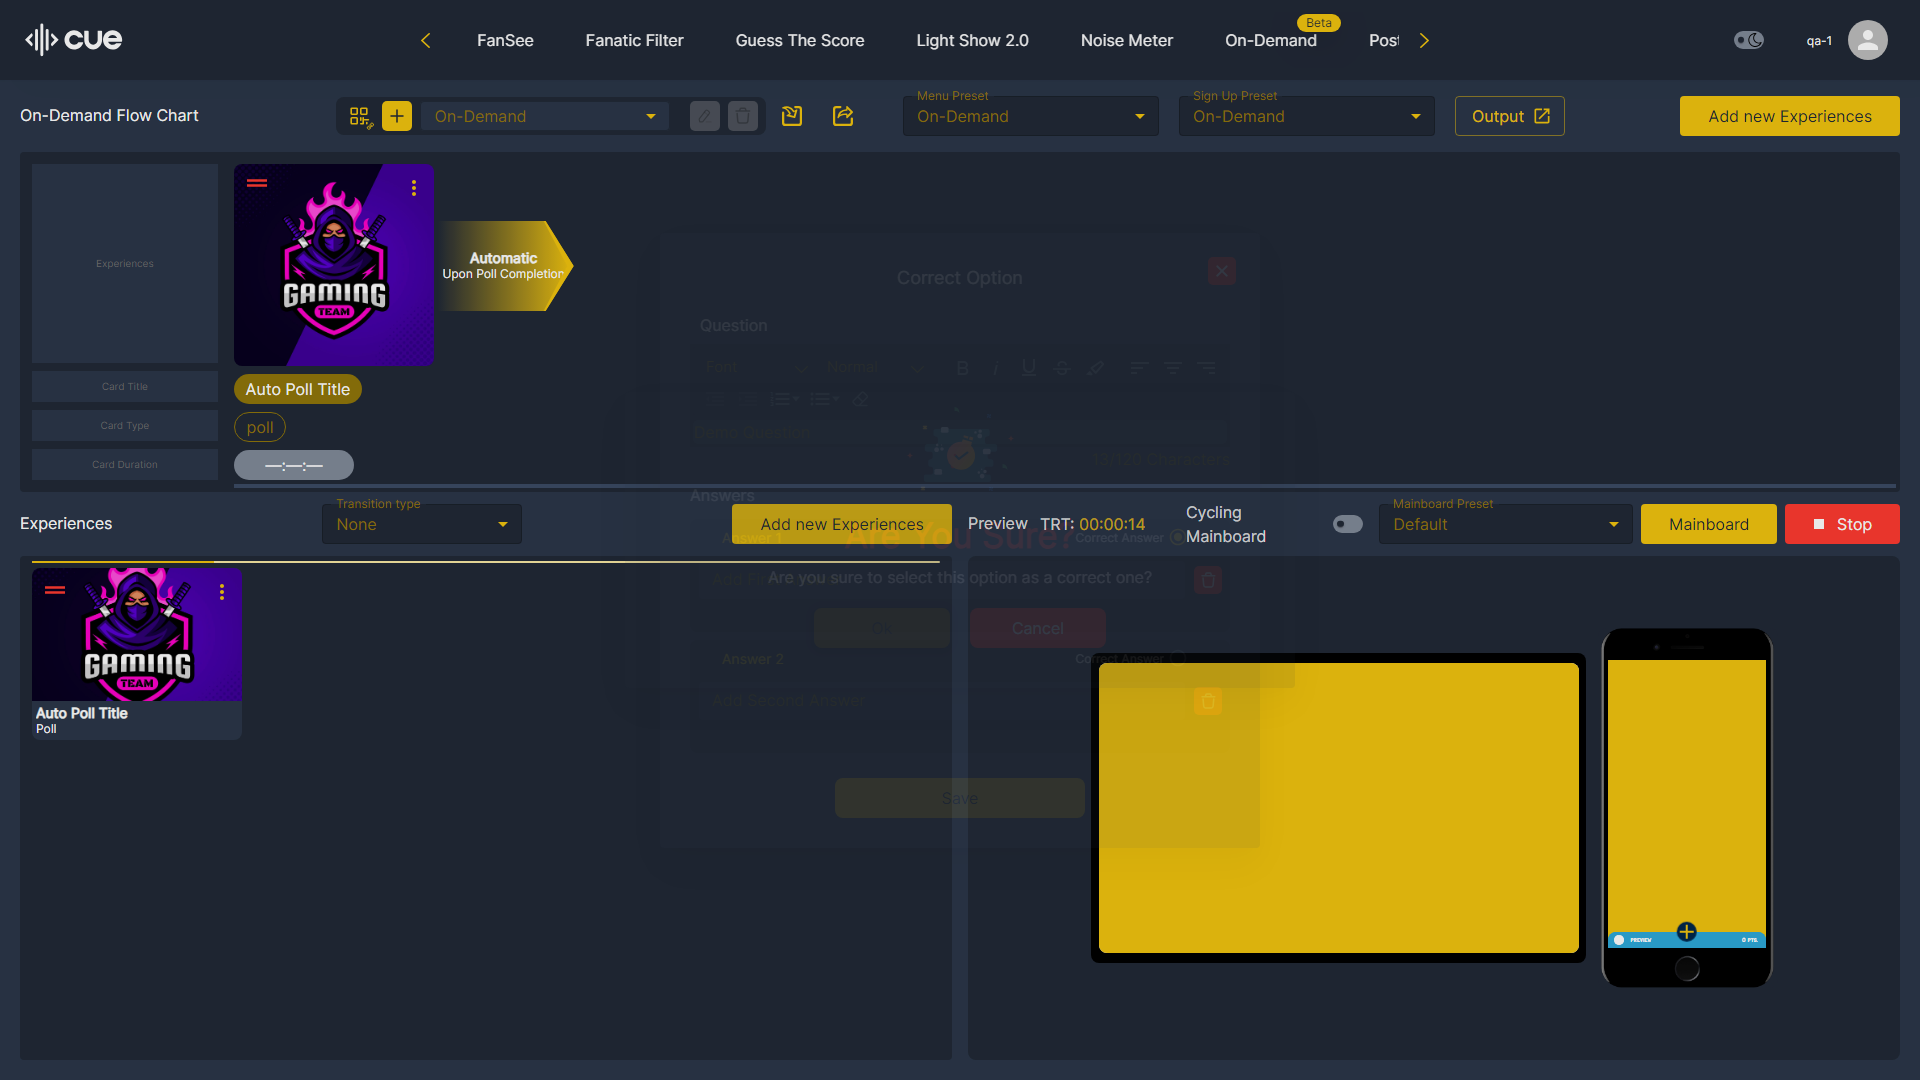 cue
FanSee
Fanatic Filter
Guess The Score
Light Show 2.0
Noise Meter
Beta
On-Demand
Post
qa-1
On-Demand Flow Chart
On-Demand
Menu Preset
On-Demand
Sign Up Preset
On-Demand
Output
Add new Experiences
Experiences
Card Title
Card Type
Card Duration
GAMING
TEAM
Automatic
Upon Poll Completion
Auto Poll Title
poll
—:—:—
Correct Option
Question
Font
Normal
Demo Question
13/120 Characters
Answers
Answer 1
Correct Answer
Are You Sure?
Are you sure to select this option as a correct one?
Cancel
Answer 2
Correct Answer
Add Second Answer
Save
Experiences
Transition type
None
Add new Experiences
Preview
TRT: 00:00:14
Cycling
Mainboard
Mainboard Preset
Default
Mainboard
Stop
GAMING
TEAM
Auto Poll Title
Poll
PREVIEW
0 PTS.